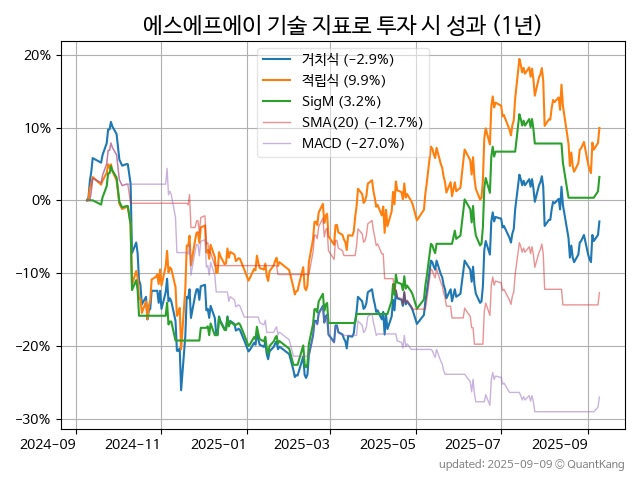 에스에프에이 기술 지표로 투자 시 성과 (1년)
20%
10%
0%
−10%
−20%
−30%
거치식 (−2.9%)
적립식 (9.9%)
SigM (3.2%)
SMA(20) (−12.7%)
MACD (−27.0%)
2024−09
2024−11
2025−01
2025−03
2025−05
2025−07
2025−09
updated: 2025−09−09 © QuantKang